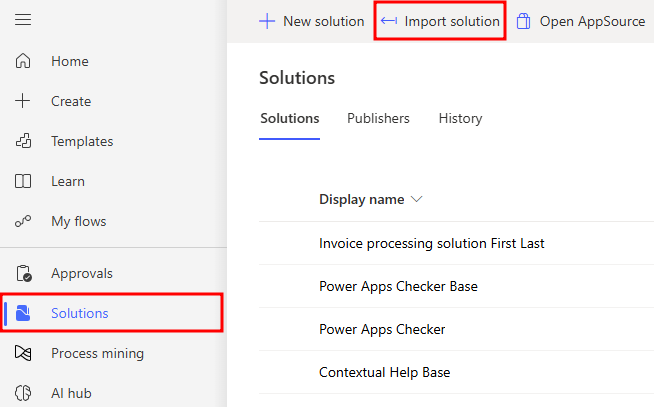 New solution Import solution Open AppSource
Home
Create
Templates
Learn
My flows
Approvals
Solutions
Process mining
AI hub
Solutions
Solutions Publishers History
Display name
Invoice processing solution First Last
Power Apps Checker Base
Power Apps Checker
Contextual Help Base